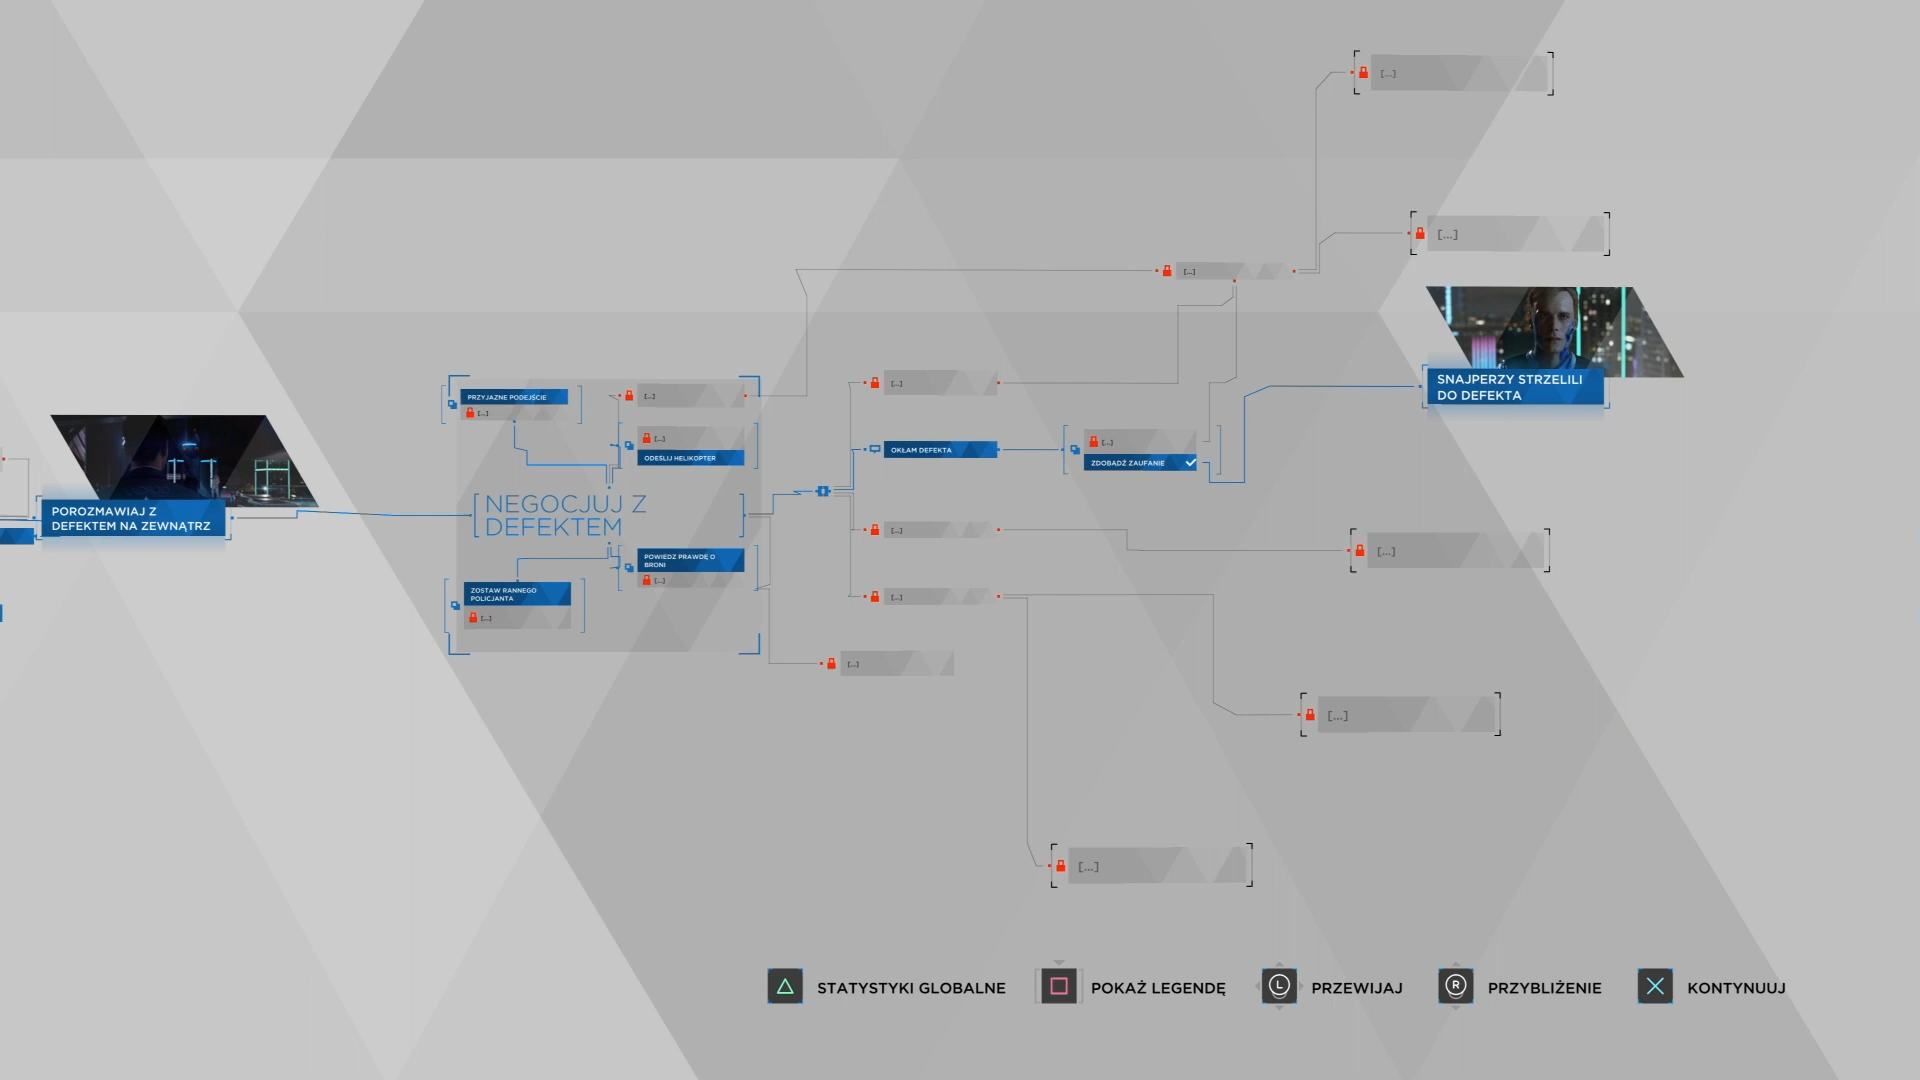 [...]
[...]
[...]
SNAJPERZY STRZELILI
DO DEFEKTA
PRZYJAZNE PODEJŚCIE
[...]
[...]
[...]
ODEŚLIJ HELIKOPTER
[...]
OKŁAM DEFEKTA
[...]
ZDOBĄDŹ ZAUFANIE
POROZMAWIAJ Z
DEFEKTEM NA ZEWNĄTRZ
NEGOCJUJ Z
DEFEKTEM
POWIEDZ PRAWDĘ O
BRONI
[...]
ZOSTAW RANNEGO
POLICJANTA
[...]
[...]
[...]
[...]
[...]
[...]
[...]
STATYSTYKI GLOBALNE
POKAŻ LEGENDĘ
L
PRZEWIJAJ
R
PRZYBLIŻENIE
KONTYNUUJ